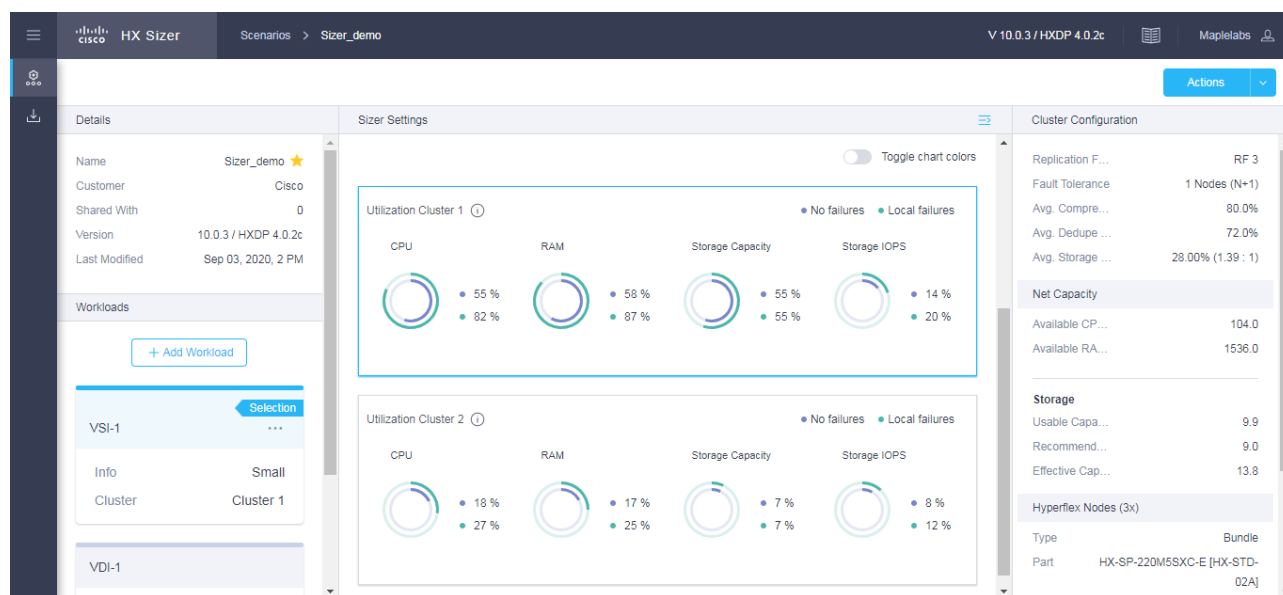 cisco HX Sizer Scenarios > Sizer_demo V 10.0.3 / HXDP 4.0.2c Maplelabs
Actions
Details
Name Sizer_demo
Customer Cisco
Shared With 0
Version 10.0.3 / HXDP 4.0.2c
Last Modified Sep 03, 2020, 2 PM
Workloads
+ Add Workload
Selection
VSI-1 ...
Info Small
Cluster Cluster 1
VDI-1
Sizer Settings
Toggle chart colors
Utilization Cluster 1 i No failures Local failures
CPU RAM Storage Capacity Storage IOPS
55 % 58 % 55 % 14 %
82 % 87 % 55 % 20 %
Utilization Cluster 2 i No failures Local failures
CPU RAM Storage Capacity Storage IOPS
18 % 17 % 7 % 8 %
27 % 25 % 7 % 12 %
Cluster Configuration
Replication F... RF 3
Fault Tolerance 1 Nodes (N+1)
Avg. Compre... 80.0%
Avg. Dedupe ... 72.0%
Avg. Storage ... 28.00% (1.39 : 1)
Net Capacity
Available CP... 104.0
Available RA... 1536.0
Storage
Usable Capa... 9.9
Recommend... 9.0
Effective Cap... 13.8
Hyperflex Nodes (3x)
Type Bundle
Part HX-SP-220M5SXC-E [HX-STD-
02A]